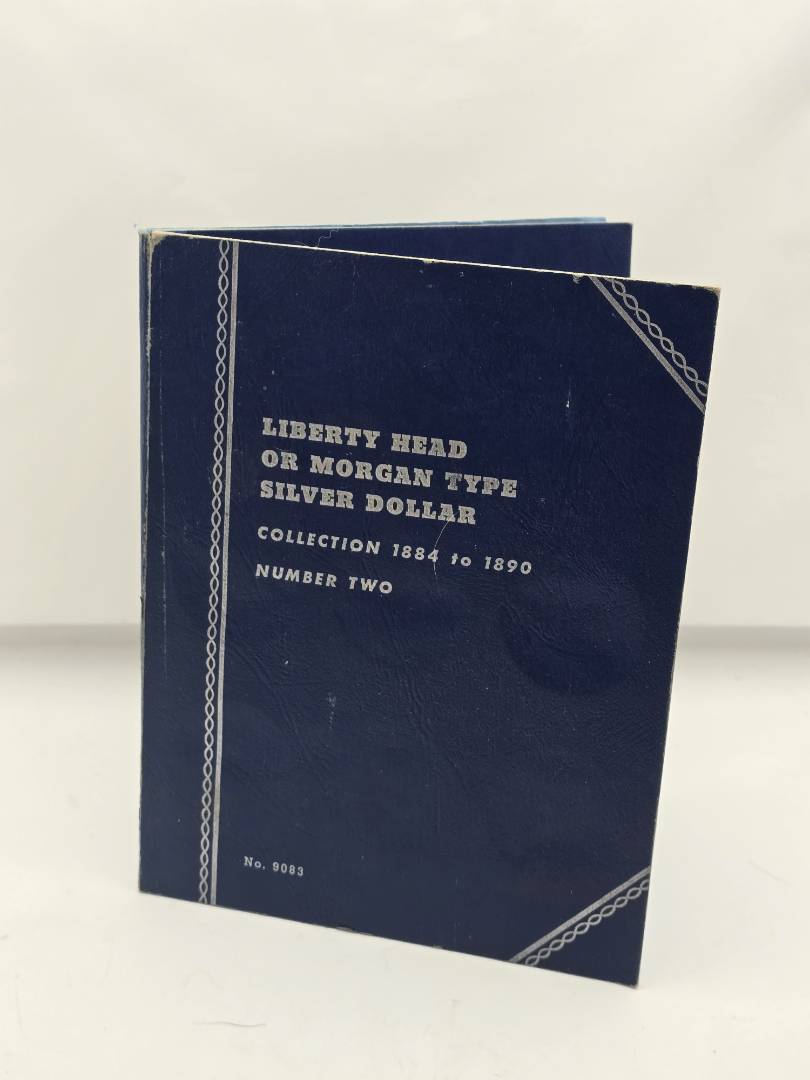 LIBERTY HEAD
OR MORGAN TYPE
SILVER DOLLAR
COLLECTION 1884 to 1890
NUMBER TWO
No. 9083